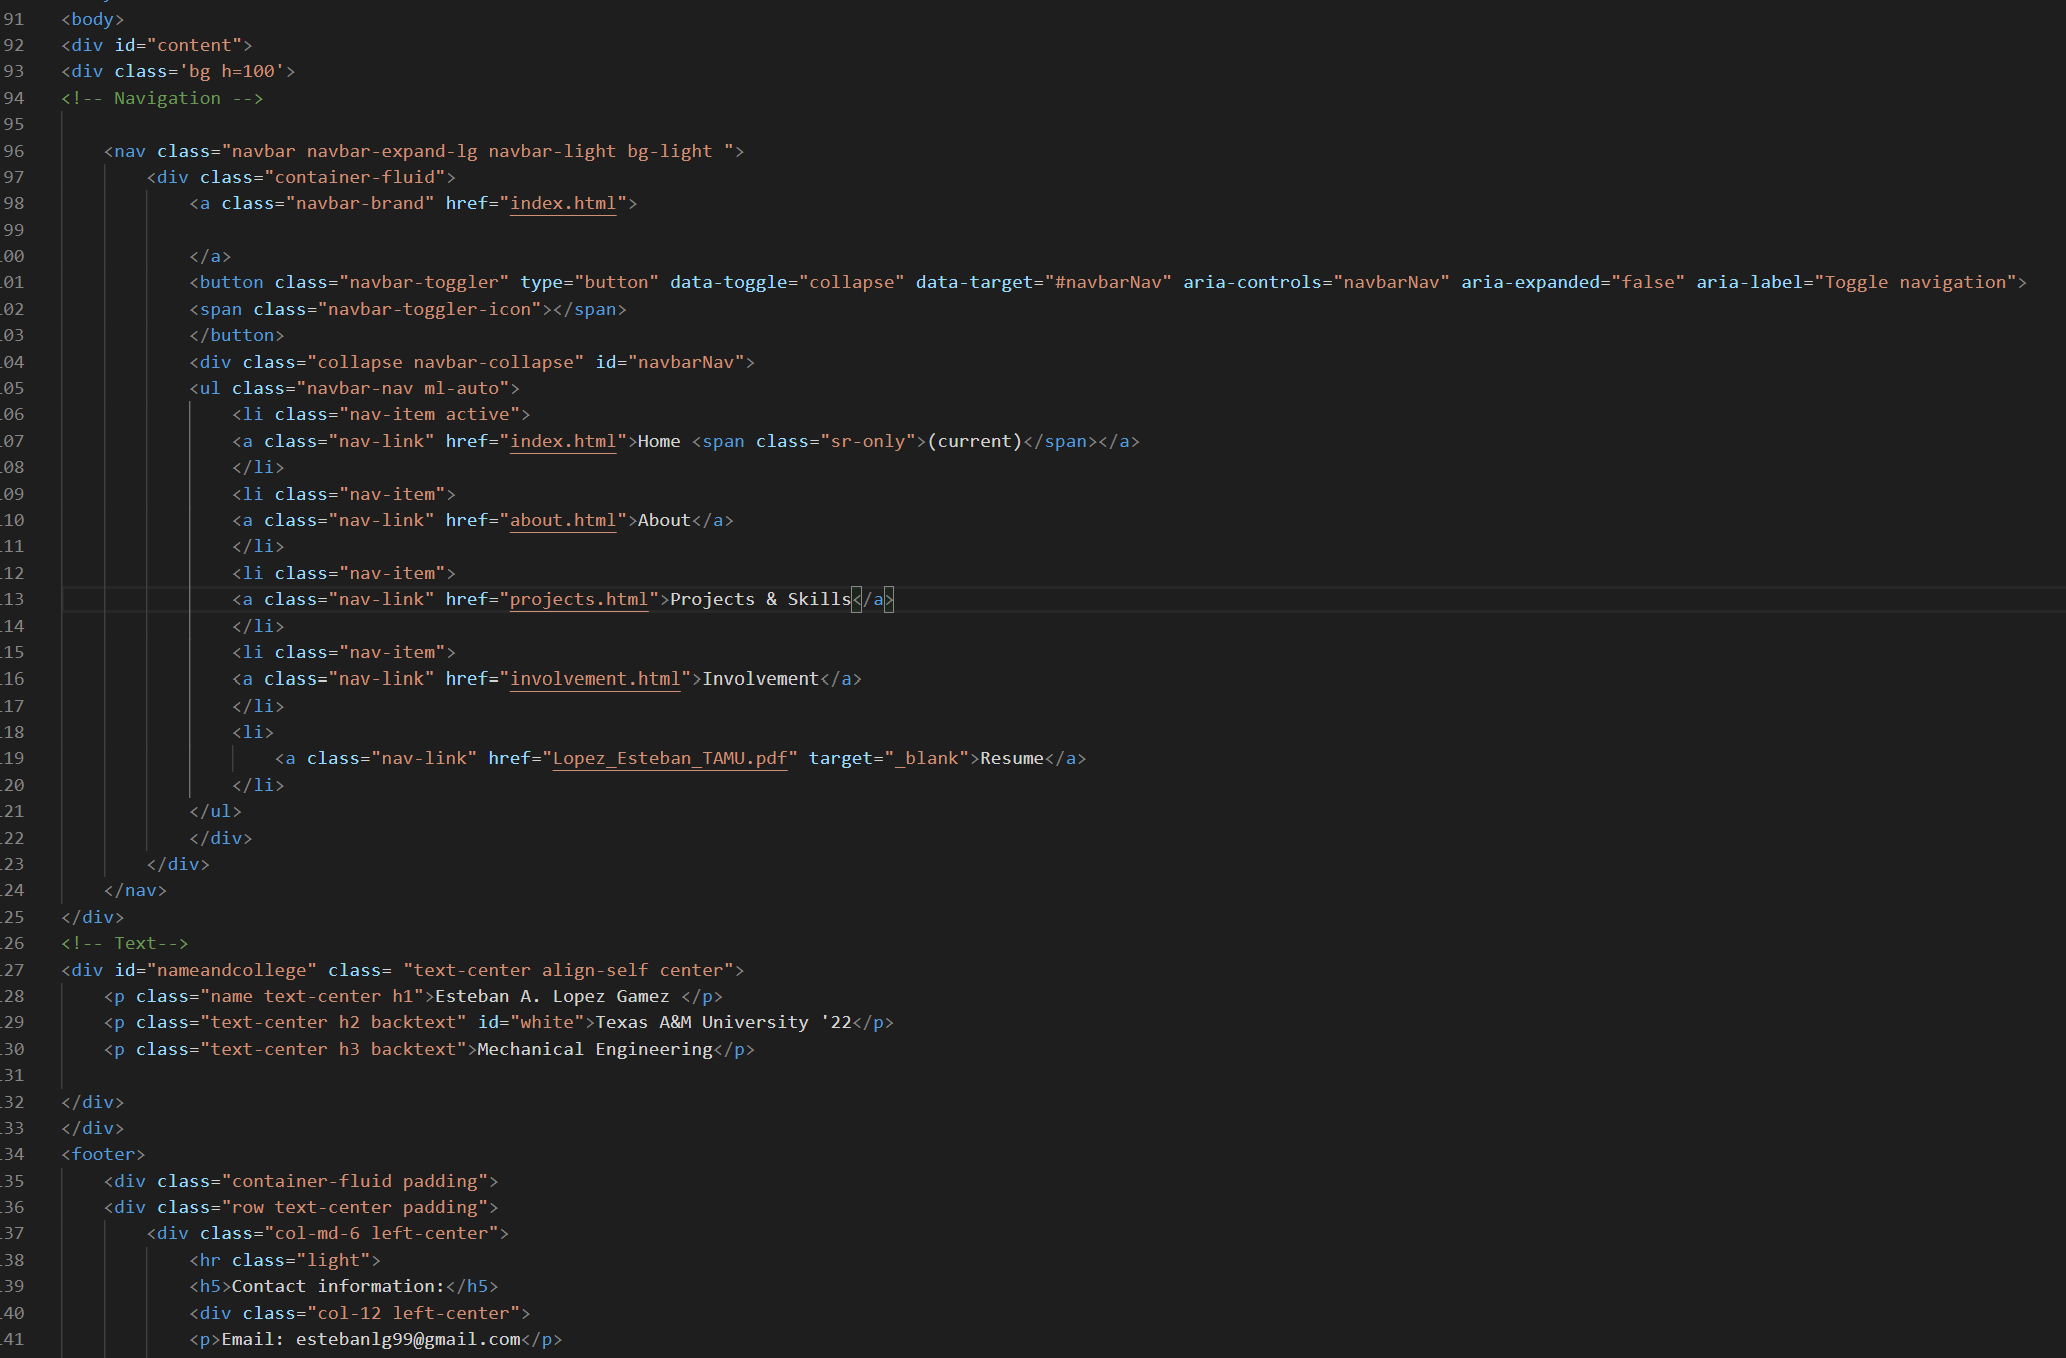 91 <body>
92 <div id="content">
93 <div class='bg h=100'>
94 <!-- Navigation -->
95
96 <nav class="navbar navbar-expand-lg navbar-light bg-light ">
97 <div class="container-fluid">
98 <a class="navbar-brand" href="index.html">
99
00 </a>
01 <button class="navbar-toggler" type="button" data-toggle="collapse" data-target="#navbarNav" aria-controls="navbarNav" aria-expanded="false" aria-label="Toggle navigation">
02 <span class="navbar-toggler-icon"></span>
03 </button>
04 <div class="collapse navbar-collapse" id="navbarNav">
05 <ul class="navbar-nav ml-auto">
06 <li class="nav-item active">
07 <a class="nav-link" href="index.html">Home <span class="sr-only">(current)</span></a>
08 </li>
09 <li class="nav-item">
10 <a class="nav-link" href="about.html">About</a>
11 </li>
12 <li class="nav-item">
13 <a class="nav-link" href="projects.html">Projects & Skills</a>
14 </li>
15 <li class="nav-item">
16 <a class="nav-link" href="involvement.html">Involvement</a>
17 </li>
18 <li>
19 <a class="nav-link" href="Lopez_Esteban_TAMU.pdf" target="_blank">Resume</a>
20 </li>
21 </ul>
22 </div>
23 </div>
24 </nav>
25 </div>
26 <!-- Text-->
27 <div id="nameandcollege" class= "text-center align-self center">
28 <p class="name text-center h1">Esteban A. Lopez Gamez </p>
29 <p class="text-center h2 backtext" id="white">Texas A&M University '22</p>
30 <p class="text-center h3 backtext">Mechanical Engineering</p>
31
32 </div>
33 </div>
34 <footer>
35 <div class="container-fluid padding">
36 <div class="row text-center padding">
37 <div class="col-md-6 left-center">
38 <hr class="light">
39 <h5>Contact information:</h5>
40 <div class="col-12 left-center">
41 <p>Email: estebanlg99@gmail.com</p>